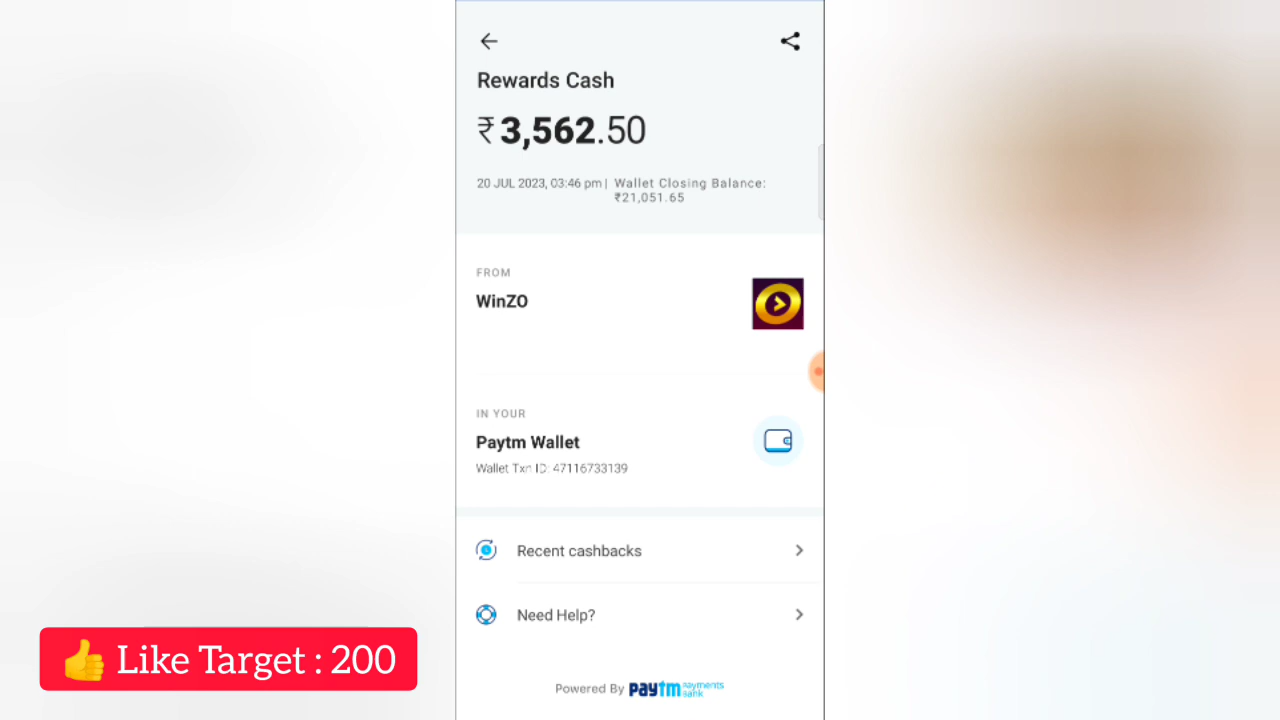 Rewards Cash
₹3,562.50
20 JUL 2023, 03:46 pm | Wallet Closing Balance:
₹21,051.65
FROM
WinZO
IN YOUR
Paytm Wallet
Wallet Txn ID: 47116733139
Recent cashbacks
Need Help?
👍 Like Target : 200
Powered By paytm payments bank